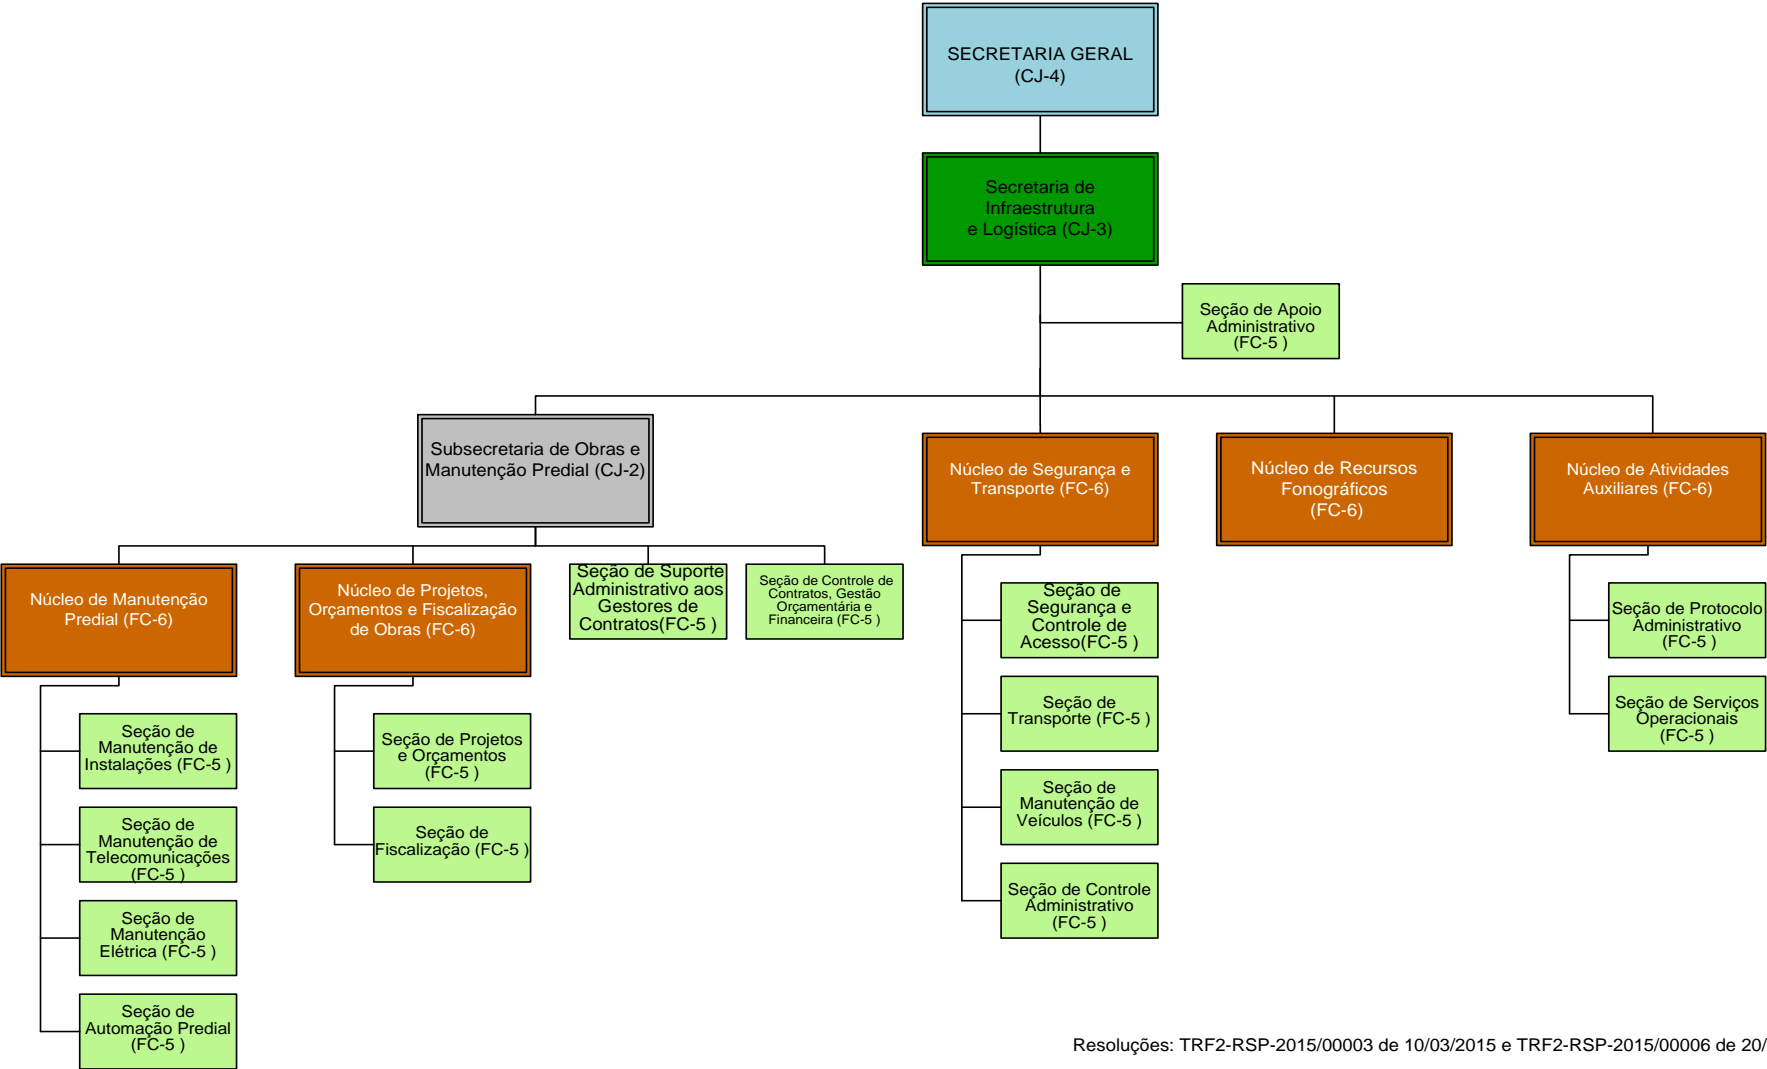 SECRETARIA GERAL
(CJ-4)
Secretaria de
Infraestrutura
e Logística (CJ-3)
Seção de Apoio
Administrativo
(FC-5 )
Subsecretaria de Obras e
Manutenção Predial (CJ-2)
Núcleo de Segurança e
Transporte (FC-6)
Núcleo de Recursos
Fonográficos
(FC-6)
Núcleo de Atividades
Auxiliares (FC-6)
Núcleo de Manutenção
Predial (FC-6)
Núcleo de Projetos,
Orçamentos e Fiscalização
de Obras (FC-6)
Seção de Suporte
Administrativo aos
Gestores de
Contratos(FC-5 )
Seção de Controle de
Contratos, Gestão
Orçamentária e
Financeira (FC-5 )
Seção de Manutenção de
Instalações (FC-5 )
Seção de
Manutenção de
Telecomunicações
(FC-5 )
Seção de
Manutenção
Elétrica (FC-5 )
Seção de
Automação Predial
(FC-5 )
Seção de Projetos
e Orçamentos
(FC-5 )
Seção de
Fiscalização (FC-5 )
Seção de
Segurança e
Controle de
Acesso(FC-5 )
Seção de
Transporte (FC-5 )
Seção de
Manutenção de
Veículos (FC-5 )
Seção de Controle
Administrativo
(FC-5 )
Seção de Protocolo
Administrativo
(FC-5 )
Seção de Serviços
Operacionais
(FC-5 )
Resoluções: TRF2-RSP-2015/00003 de 10/03/2015 e TRF2-RSP-2015/00006 de 20/